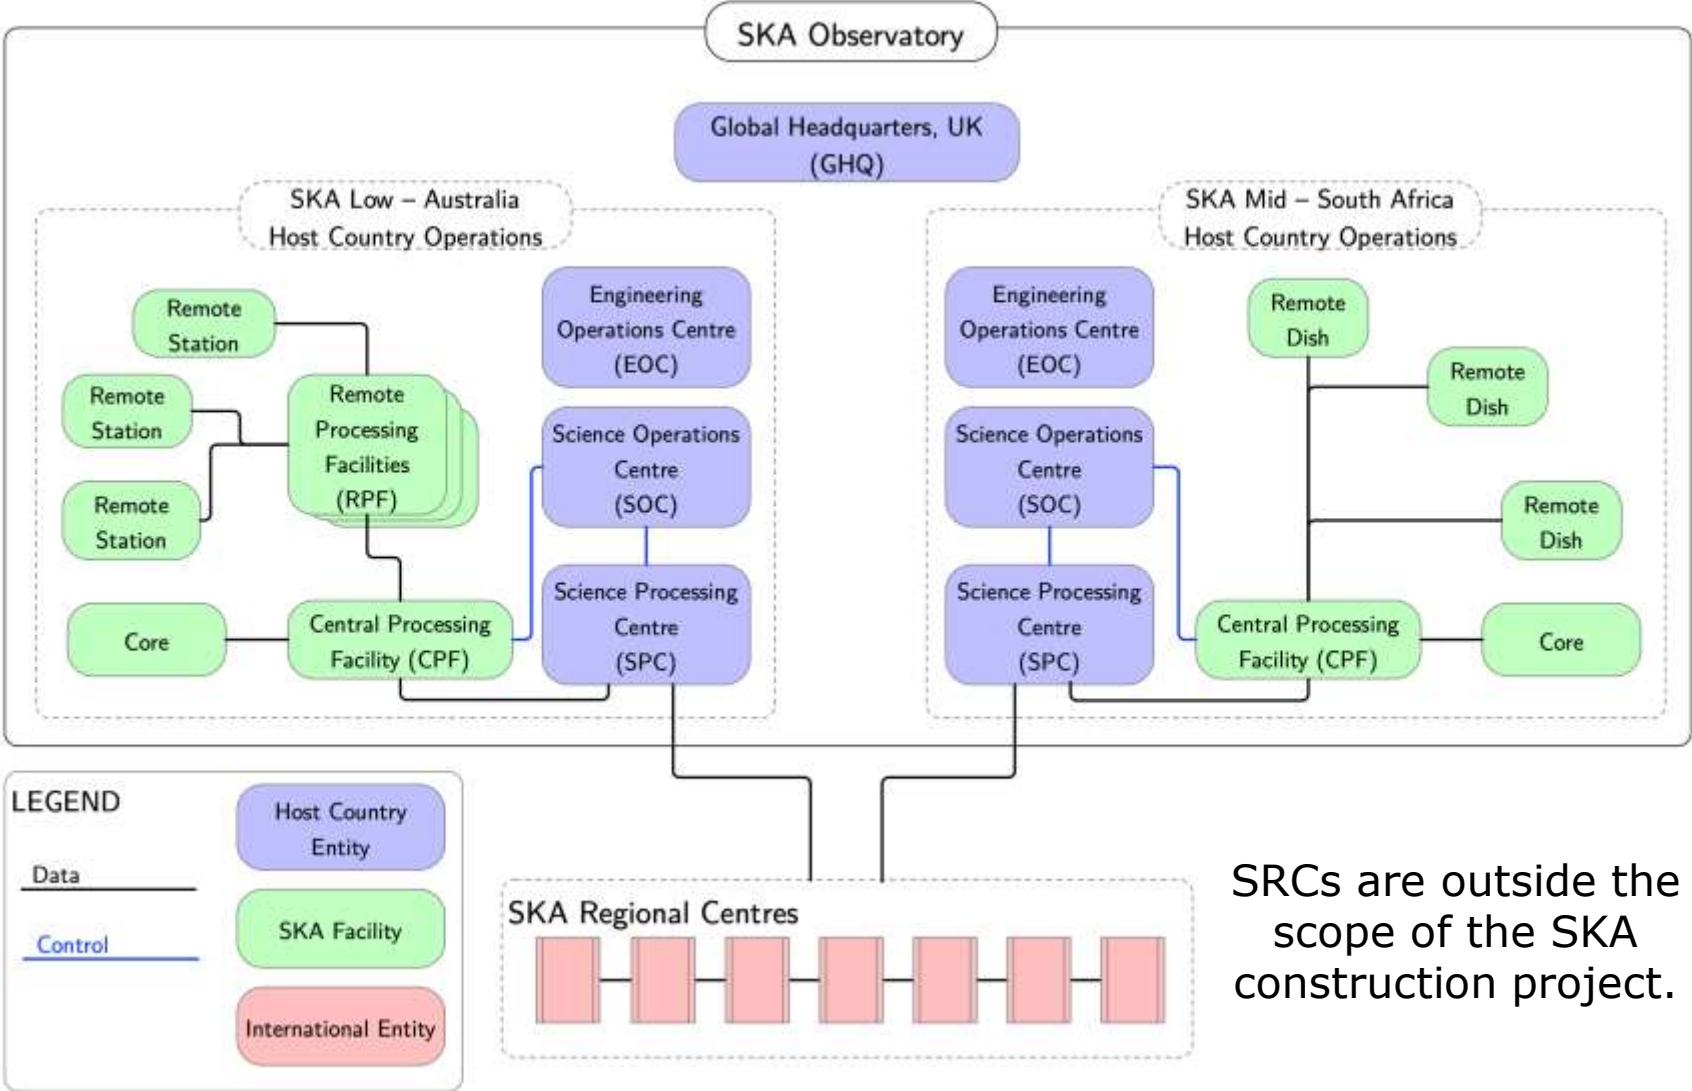 SKA Observatory
Global Headquarters, UK
(GHQ)
SKA Low – Australia
Host Country Operations
Remote
Station
Remote
Station
Remote
Station
Remote
Processing
Facilities
(RPF)
Core
Central Processing
Facility (CPF)
Engineering
Operations Centre
(EOC)
Science Operations
Centre
(SOC)
Science Processing
Centre
(SPC)
SKA Mid – South Africa
Host Country Operations
Engineering
Operations Centre
(EOC)
Science Operations
Centre
(SOC)
Science Processing
Centre
(SPC)
Remote
Dish
Remote
Dish
Remote
Dish
Central Processing
Facility (CPF)
Core
LEGEND
Data
Control
Host Country
Entity
SKA Facility
International Entity
SKA Regional Centres
SRCs are outside the
scope of the SKA
construction project.